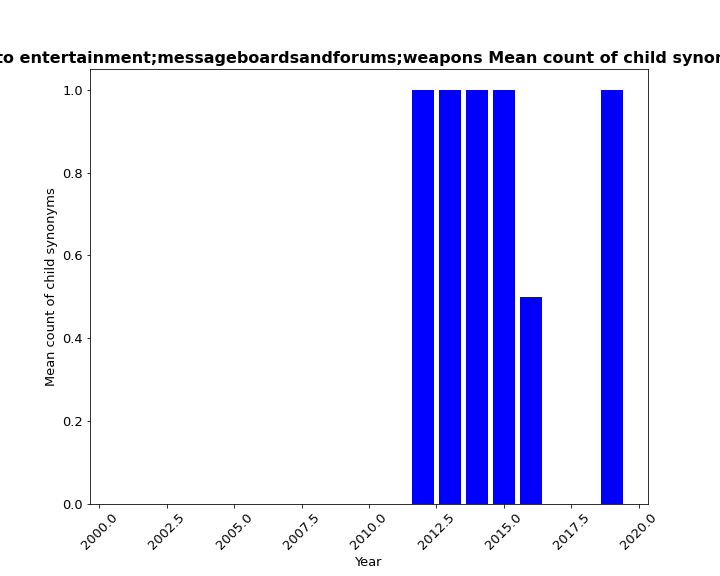 to entertainment;messageboardsandforums;weapons Mean count of child
Mean count of child synonyms
1.0
0.8
0.6
0.4
0.2
0.0
2000.0 2002.5 2005.0 2007.5 2010.0 2012.5 2015.0 2017.5 2020.0
Year